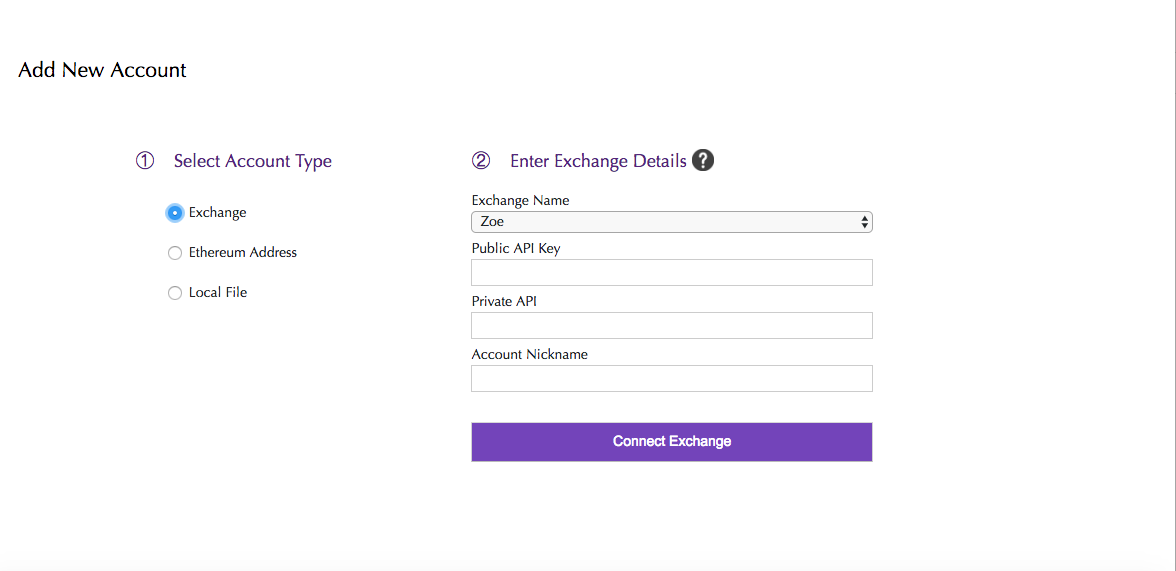 Add New Account
① Select Account Type
Exchange
Ethereum Address
Local File
② Enter Exchange Details ?
Exchange Name
Zoe
Public API Key
Private API
Account Nickname
Connect Exchange